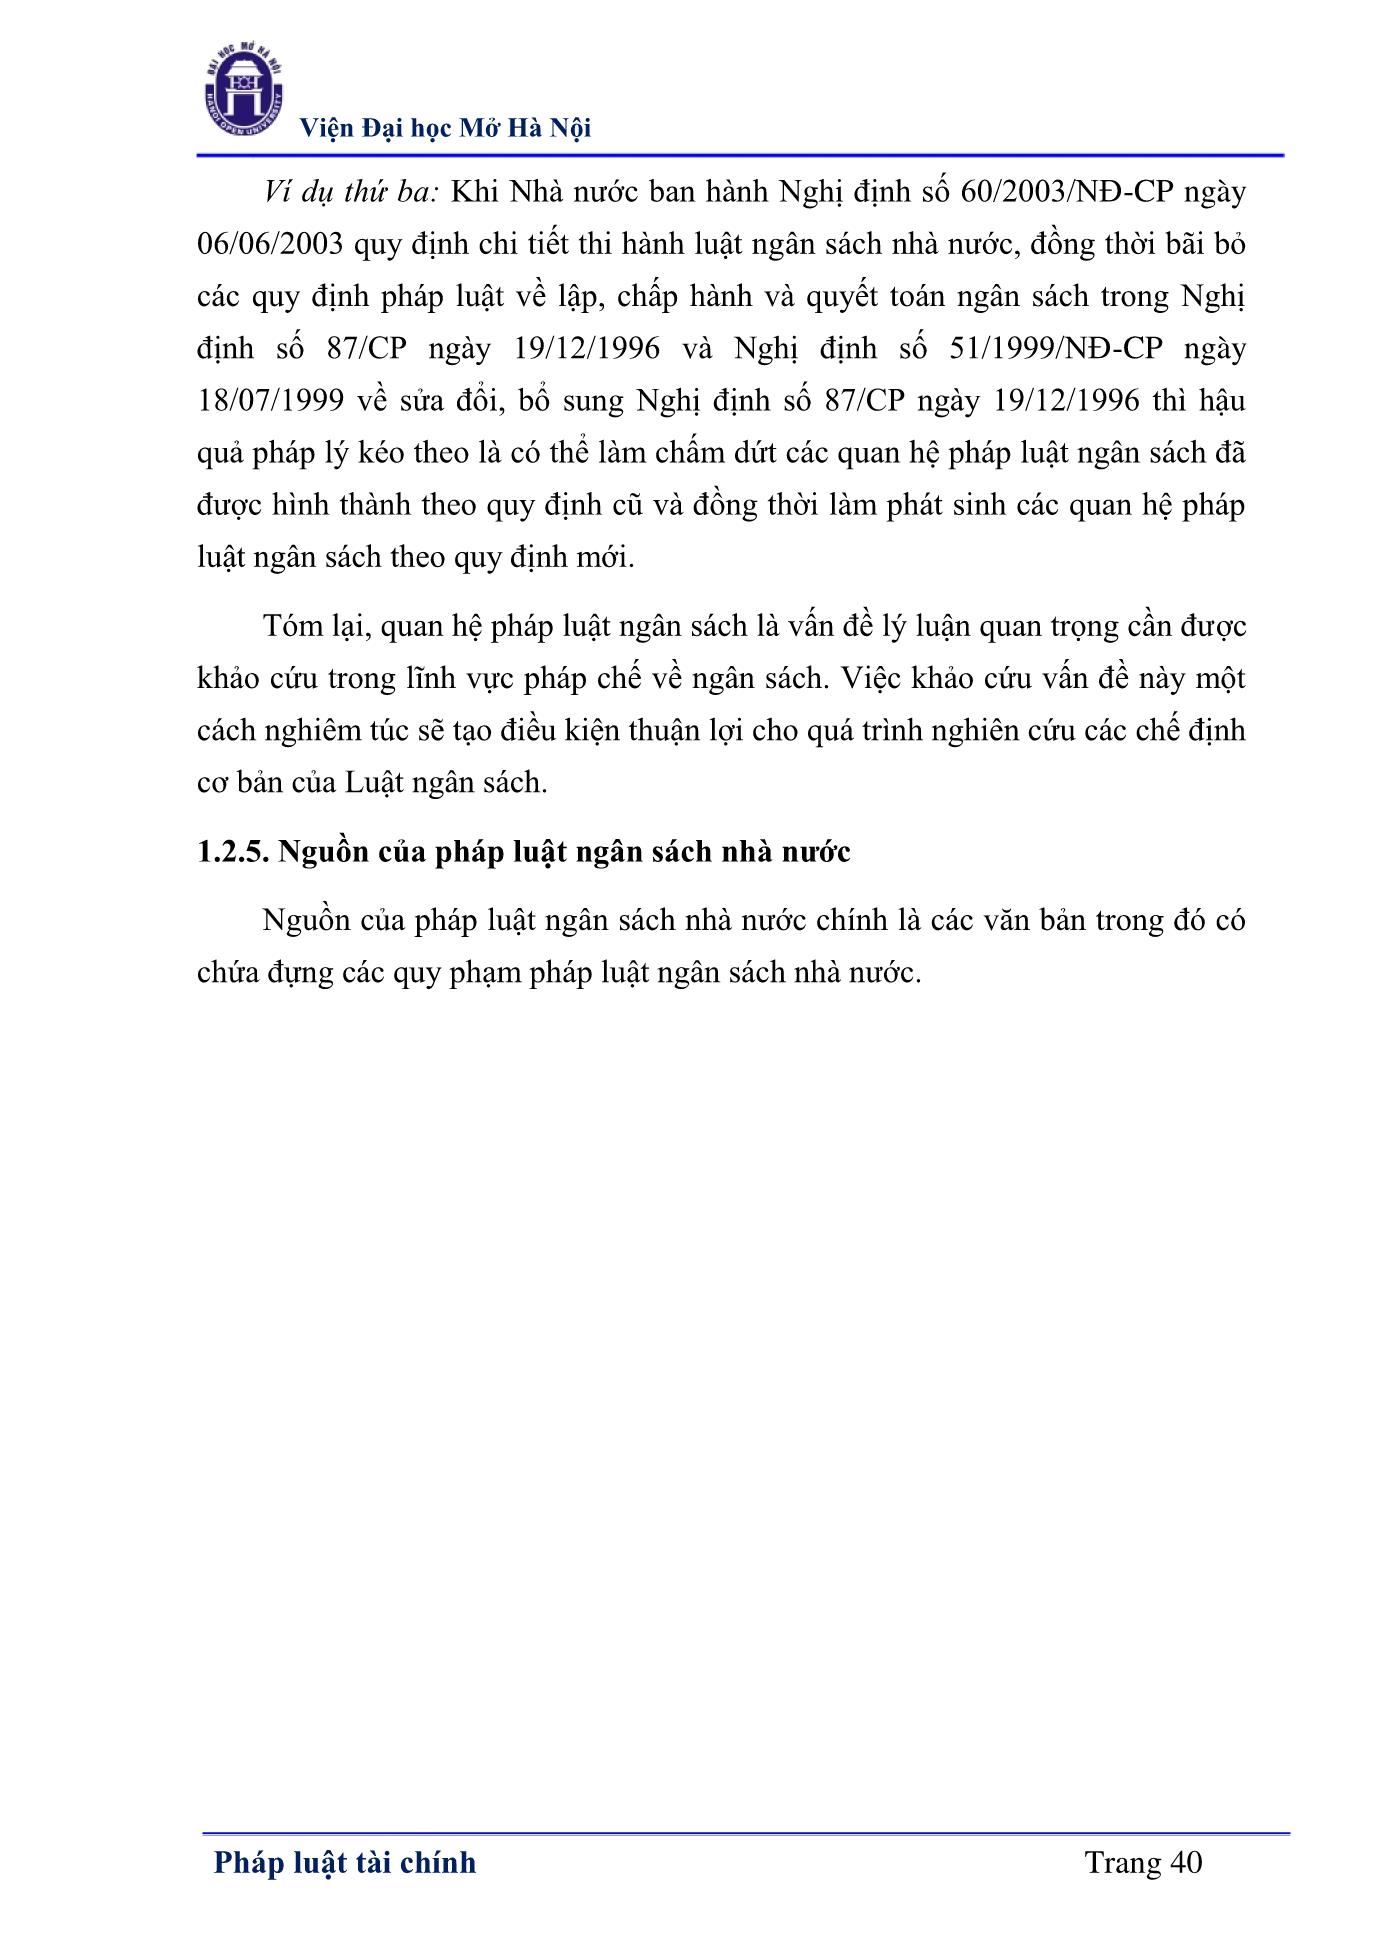 ĐẠI HỌC MỞ HÀ NỘI
HANOI OPEN UNIVERSITY
Viện Đại học Mở Hà Nội
Ví dụ thứ ba: Khi Nhà nước ban hành Nghị định số 60/2003/NĐ-CP ngày
06/06/2003 quy định chi tiết thi hành luật ngân sách nhà nước, đồng thời bãi bỏ
các quy định pháp luật về lập, chấp hành và quyết toán ngân sách trong Nghị
định số 87/CP ngày 19/12/1996 và Nghị định số 51/1999/NĐ-CP ngày
18/07/1999 về sửa đổi, bổ sung Nghị định số 87/CP ngày 19/12/1996 thì hậu
quả pháp lý kéo theo là có thể làm chấm dứt các quan hệ pháp luật ngân sách đã
được hình thành theo quy định cũ và đồng thời làm phát sinh các quan hệ pháp
luật ngân sách theo quy định mới.
Tóm lại, quan hệ pháp luật ngân sách là vấn đề lý luận quan trọng cần được
khảo cứu trong lĩnh vực pháp chế về ngân sách. Việc khảo cứu vấn đề này một
cách nghiêm túc sẽ tạo điều kiện thuận lợi cho quá trình nghiên cứu các chế định
cơ bản của Luật ngân sách.
1.2.5. Nguồn của pháp luật ngân sách nhà nước
Nguồn của pháp luật ngân sách nhà nước chính là các văn bản trong đó có
chứa đựng các quy phạm pháp luật ngân sách nhà nước.
Pháp luật tài chính
Trang 40